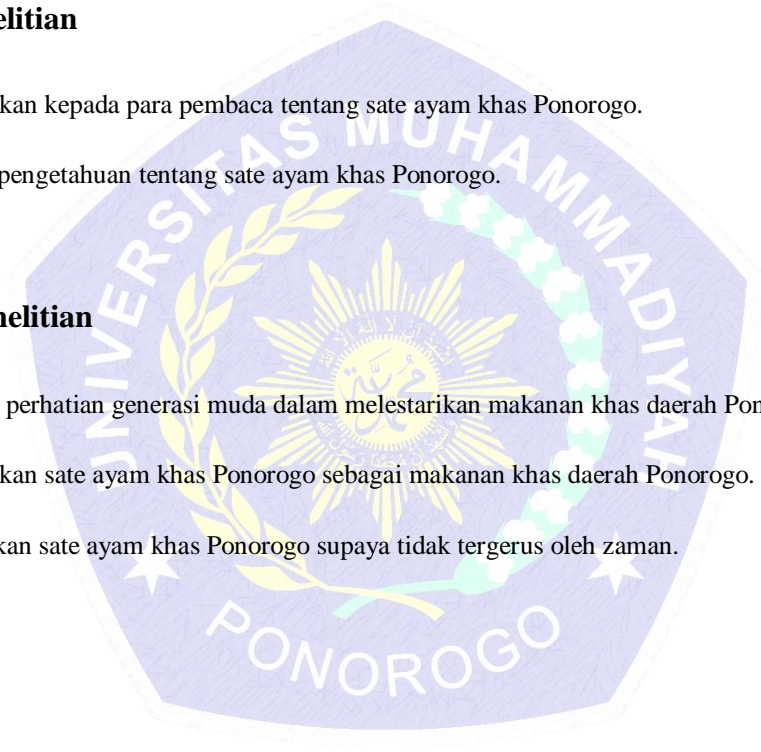 elitian
kan kepada para pembaca tentang sate ayam khas Ponorogo.
pengetahuan tentang sate ayam khas Ponorogo.
nelitian
perhatian generasi muda dalam melestarikan makanan khas daerah Pon
kan sate ayam khas Ponorogo sebagai makanan khas daerah Ponorogo.
kan sate ayam khas Ponorogo supaya tidak tergerus oleh zaman.
UNIVERSITAS MUHAMMADIYAH
PONOROGO